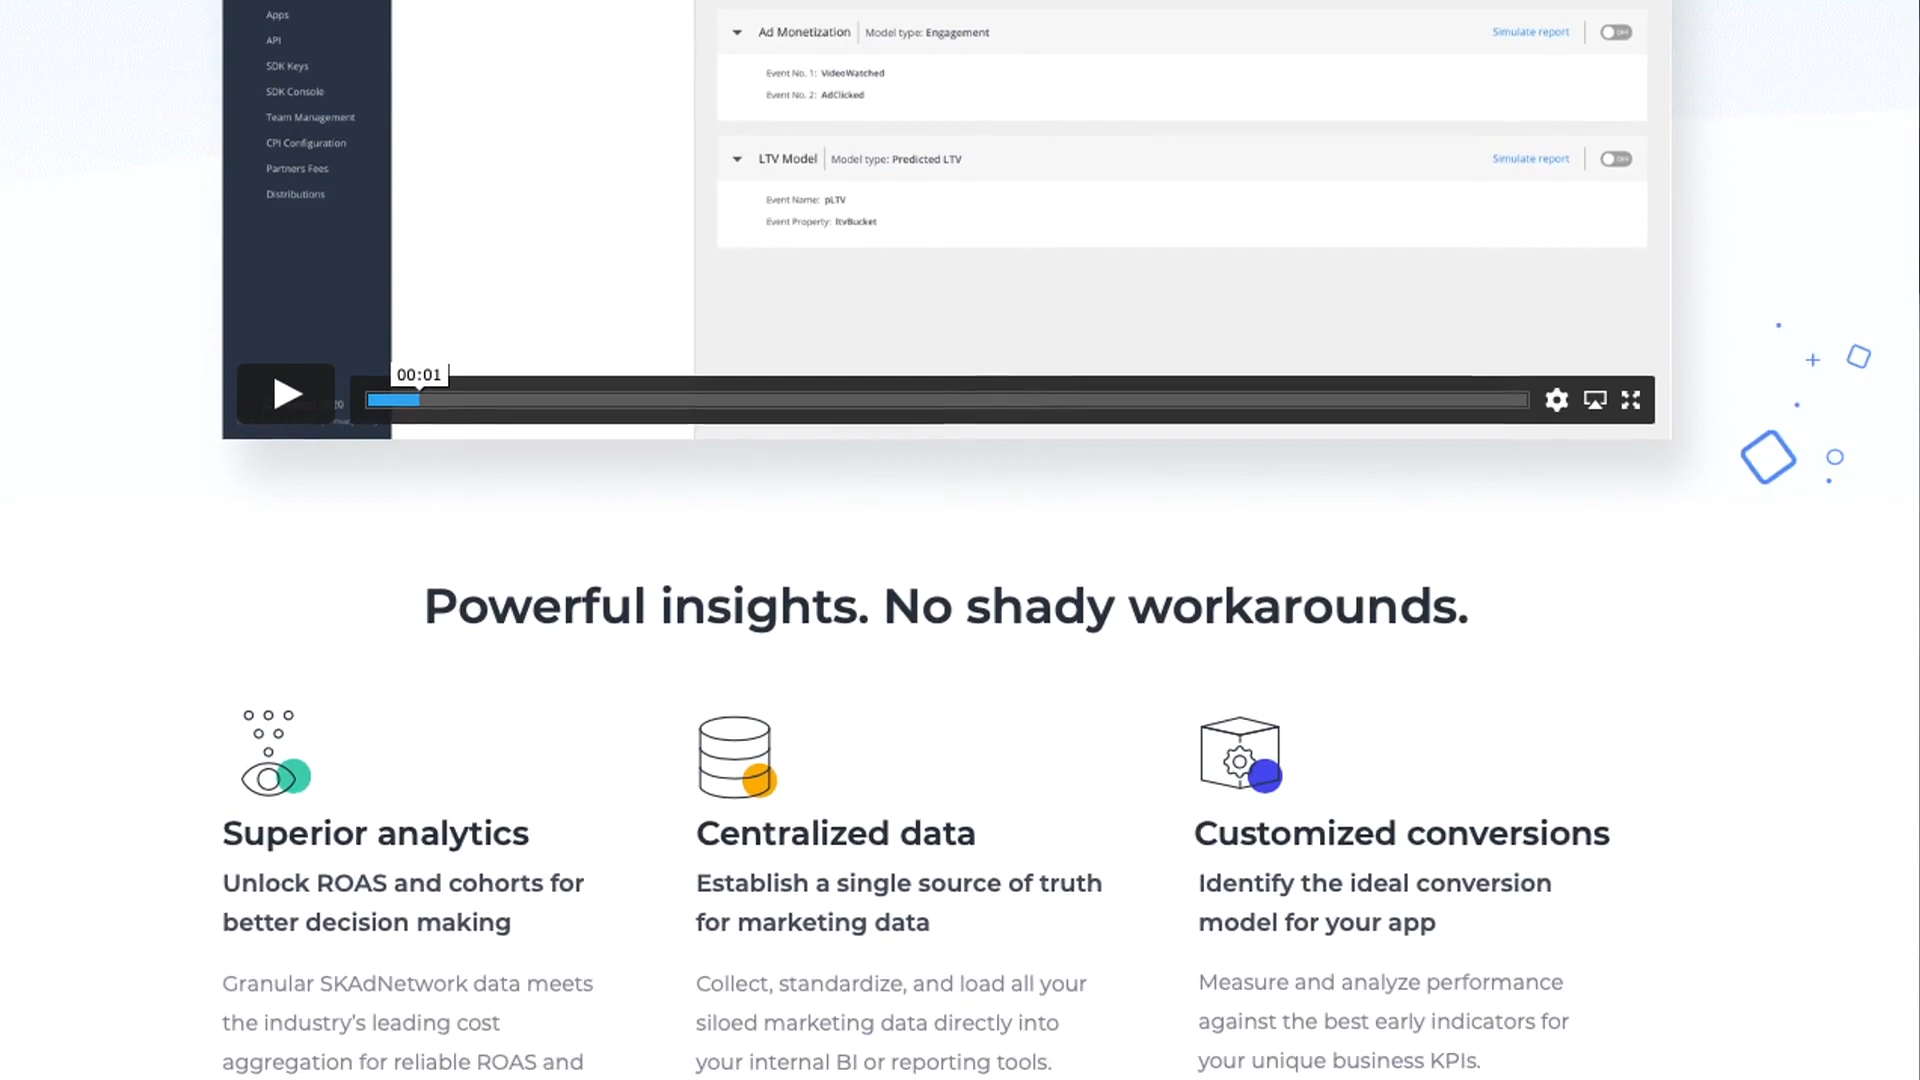 Apps
API
SDK Keys
SDK Console
Team Management
CPI Configuration
Partners Fees
Distributions
Ad Monetization Model type: Engagement
Simulate report
OFF
Event No. 1: VideoWatched
Event No. 2: AdClicked
LTV Model Model type: Predicted LTV
Simulate report
OFF
Event Name: pLTV
Event Property: ltvBucket
00:01
Powerful insights. No shady workarounds.
Superior analytics
Unlock ROAS and cohorts for
better decision making
Granular SKAdNetwork data meets
the industry’s leading cost
aggregation for reliable ROAS and
Centralized data
Establish a single source of truth
for marketing data
Collect, standardize, and load all your
siloed marketing data directly into
your internal BI or reporting tools.
Customized conversions
Identify the ideal conversion
model for your app
Measure and analyze performance
against the best early indicators for
your unique business KPIs.